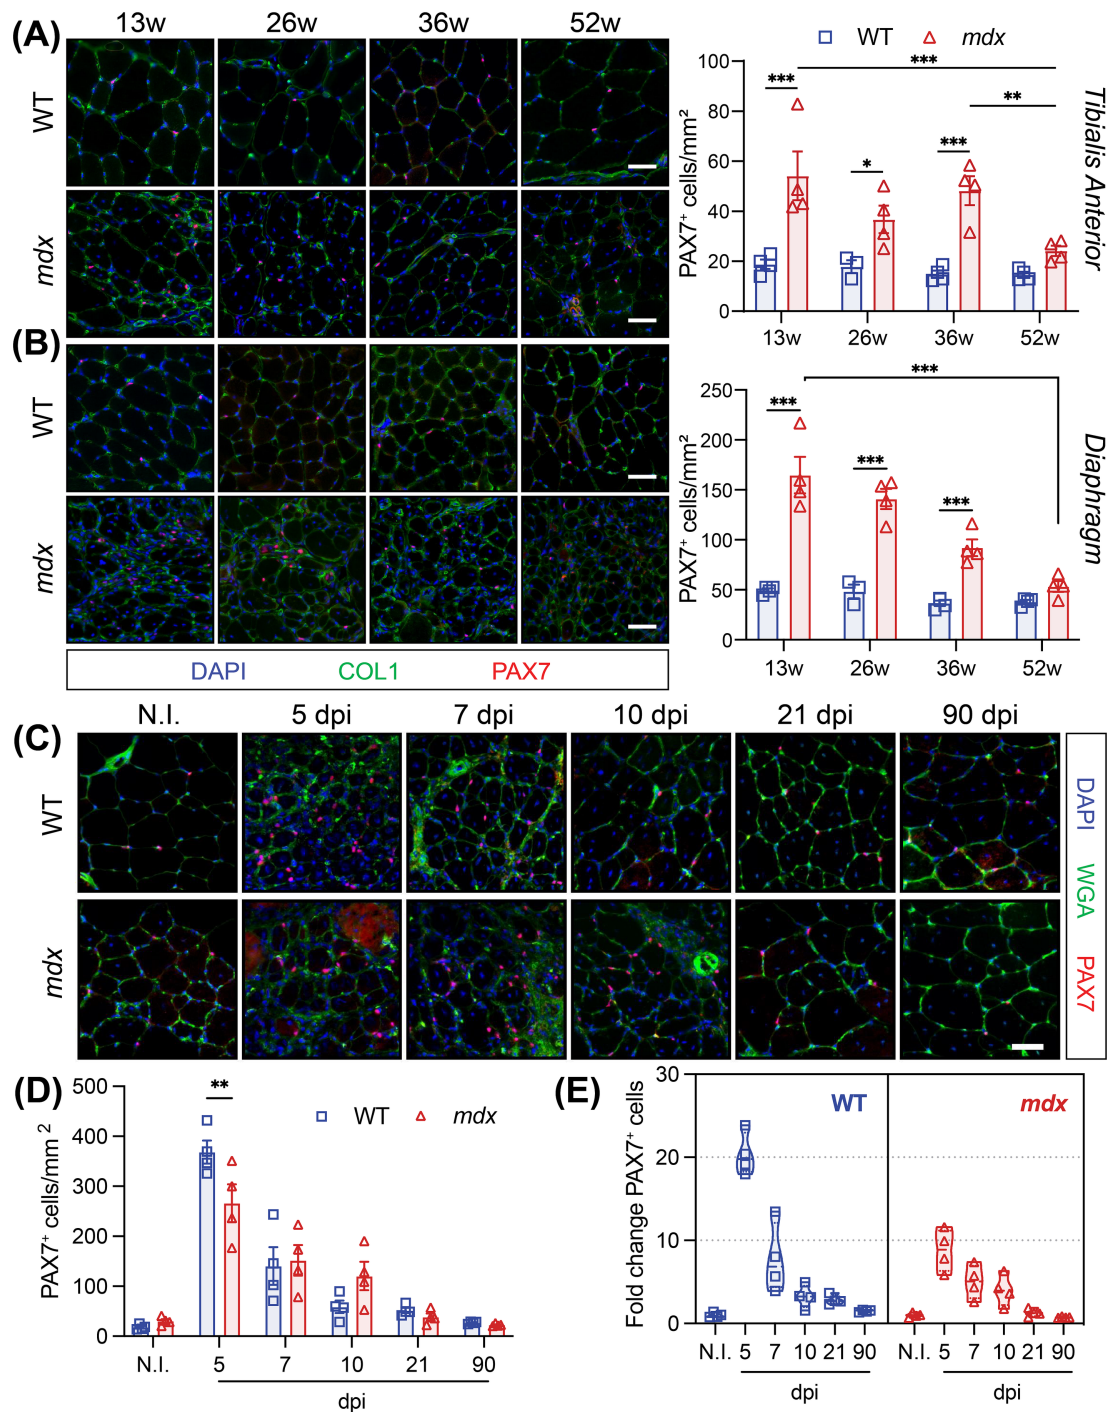 (A)
13w 26w 36w 52w
WT
mdx
WT mdx
PAX7⁺ cells/mm²
100
80
60
40
20
0
***
***
*
***
**
13w 26w 36w 52w
Tibialis Anterior
(B)
WT
mdx
DAPI COL1 PAX7
PAX7⁺ cells/mm²
250
200
150
100
50
0
***
***
***
***
13w 26w 36w 52w
Diaphragm
(C)
N.I. 5 dpi 7 dpi 10 dpi 21 dpi 90 dpi
WT
mdx
DAPI WGA PAX7
(D)
PAX7⁺ cells/mm²
500
400
300
200
100
0
**
WT mdx
N.I. 5 7 10 21 90
dpi
(E)
Fold change PAX7⁺ cells
30
20
10
0
WT mdx
N.I. 5 7 10 21 90 N.I. 5 7 10 21 90
dpi dpi